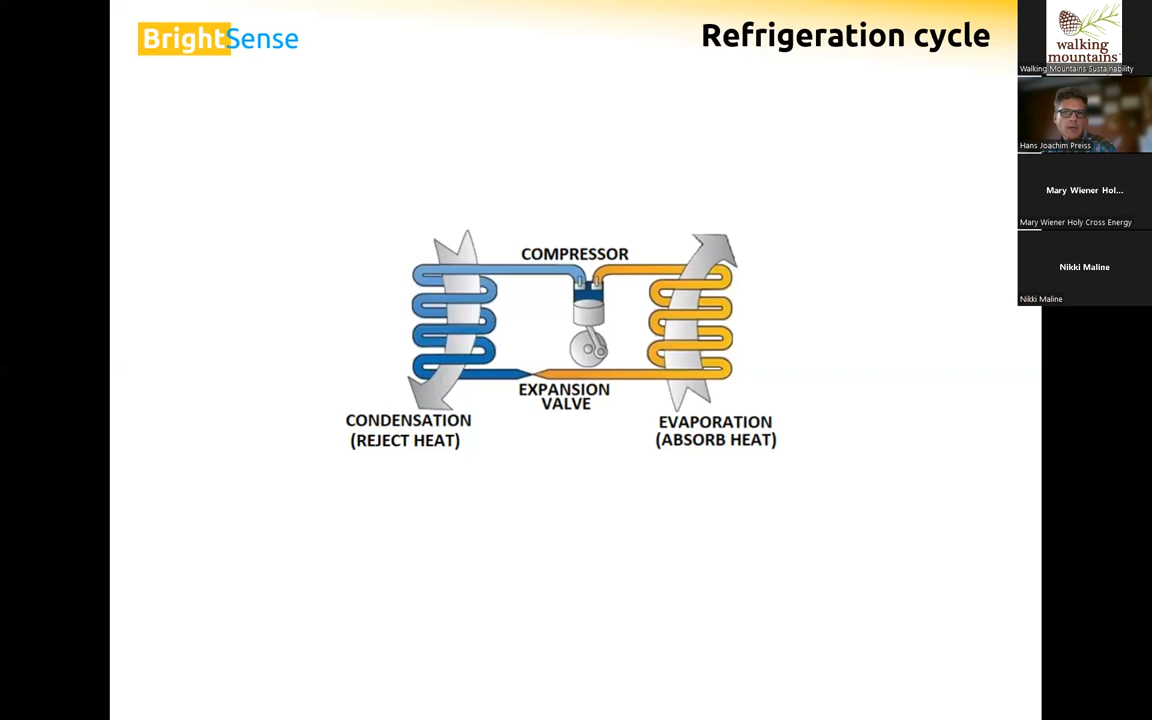 BrightSense
Refrigeration cycle
COMPRESSOR
EXPANSION
VALVE
CONDENSATION
(REJECT HEAT)
EVAPORATION
(ABSORB HEAT)
walking
mountains
Walking Mountains Sustainability
Hans Joachim Preiss
Mary Wiener Hol...
Mary Wiener Holy Cross Energy
Nikki Maline
Nikki Maline